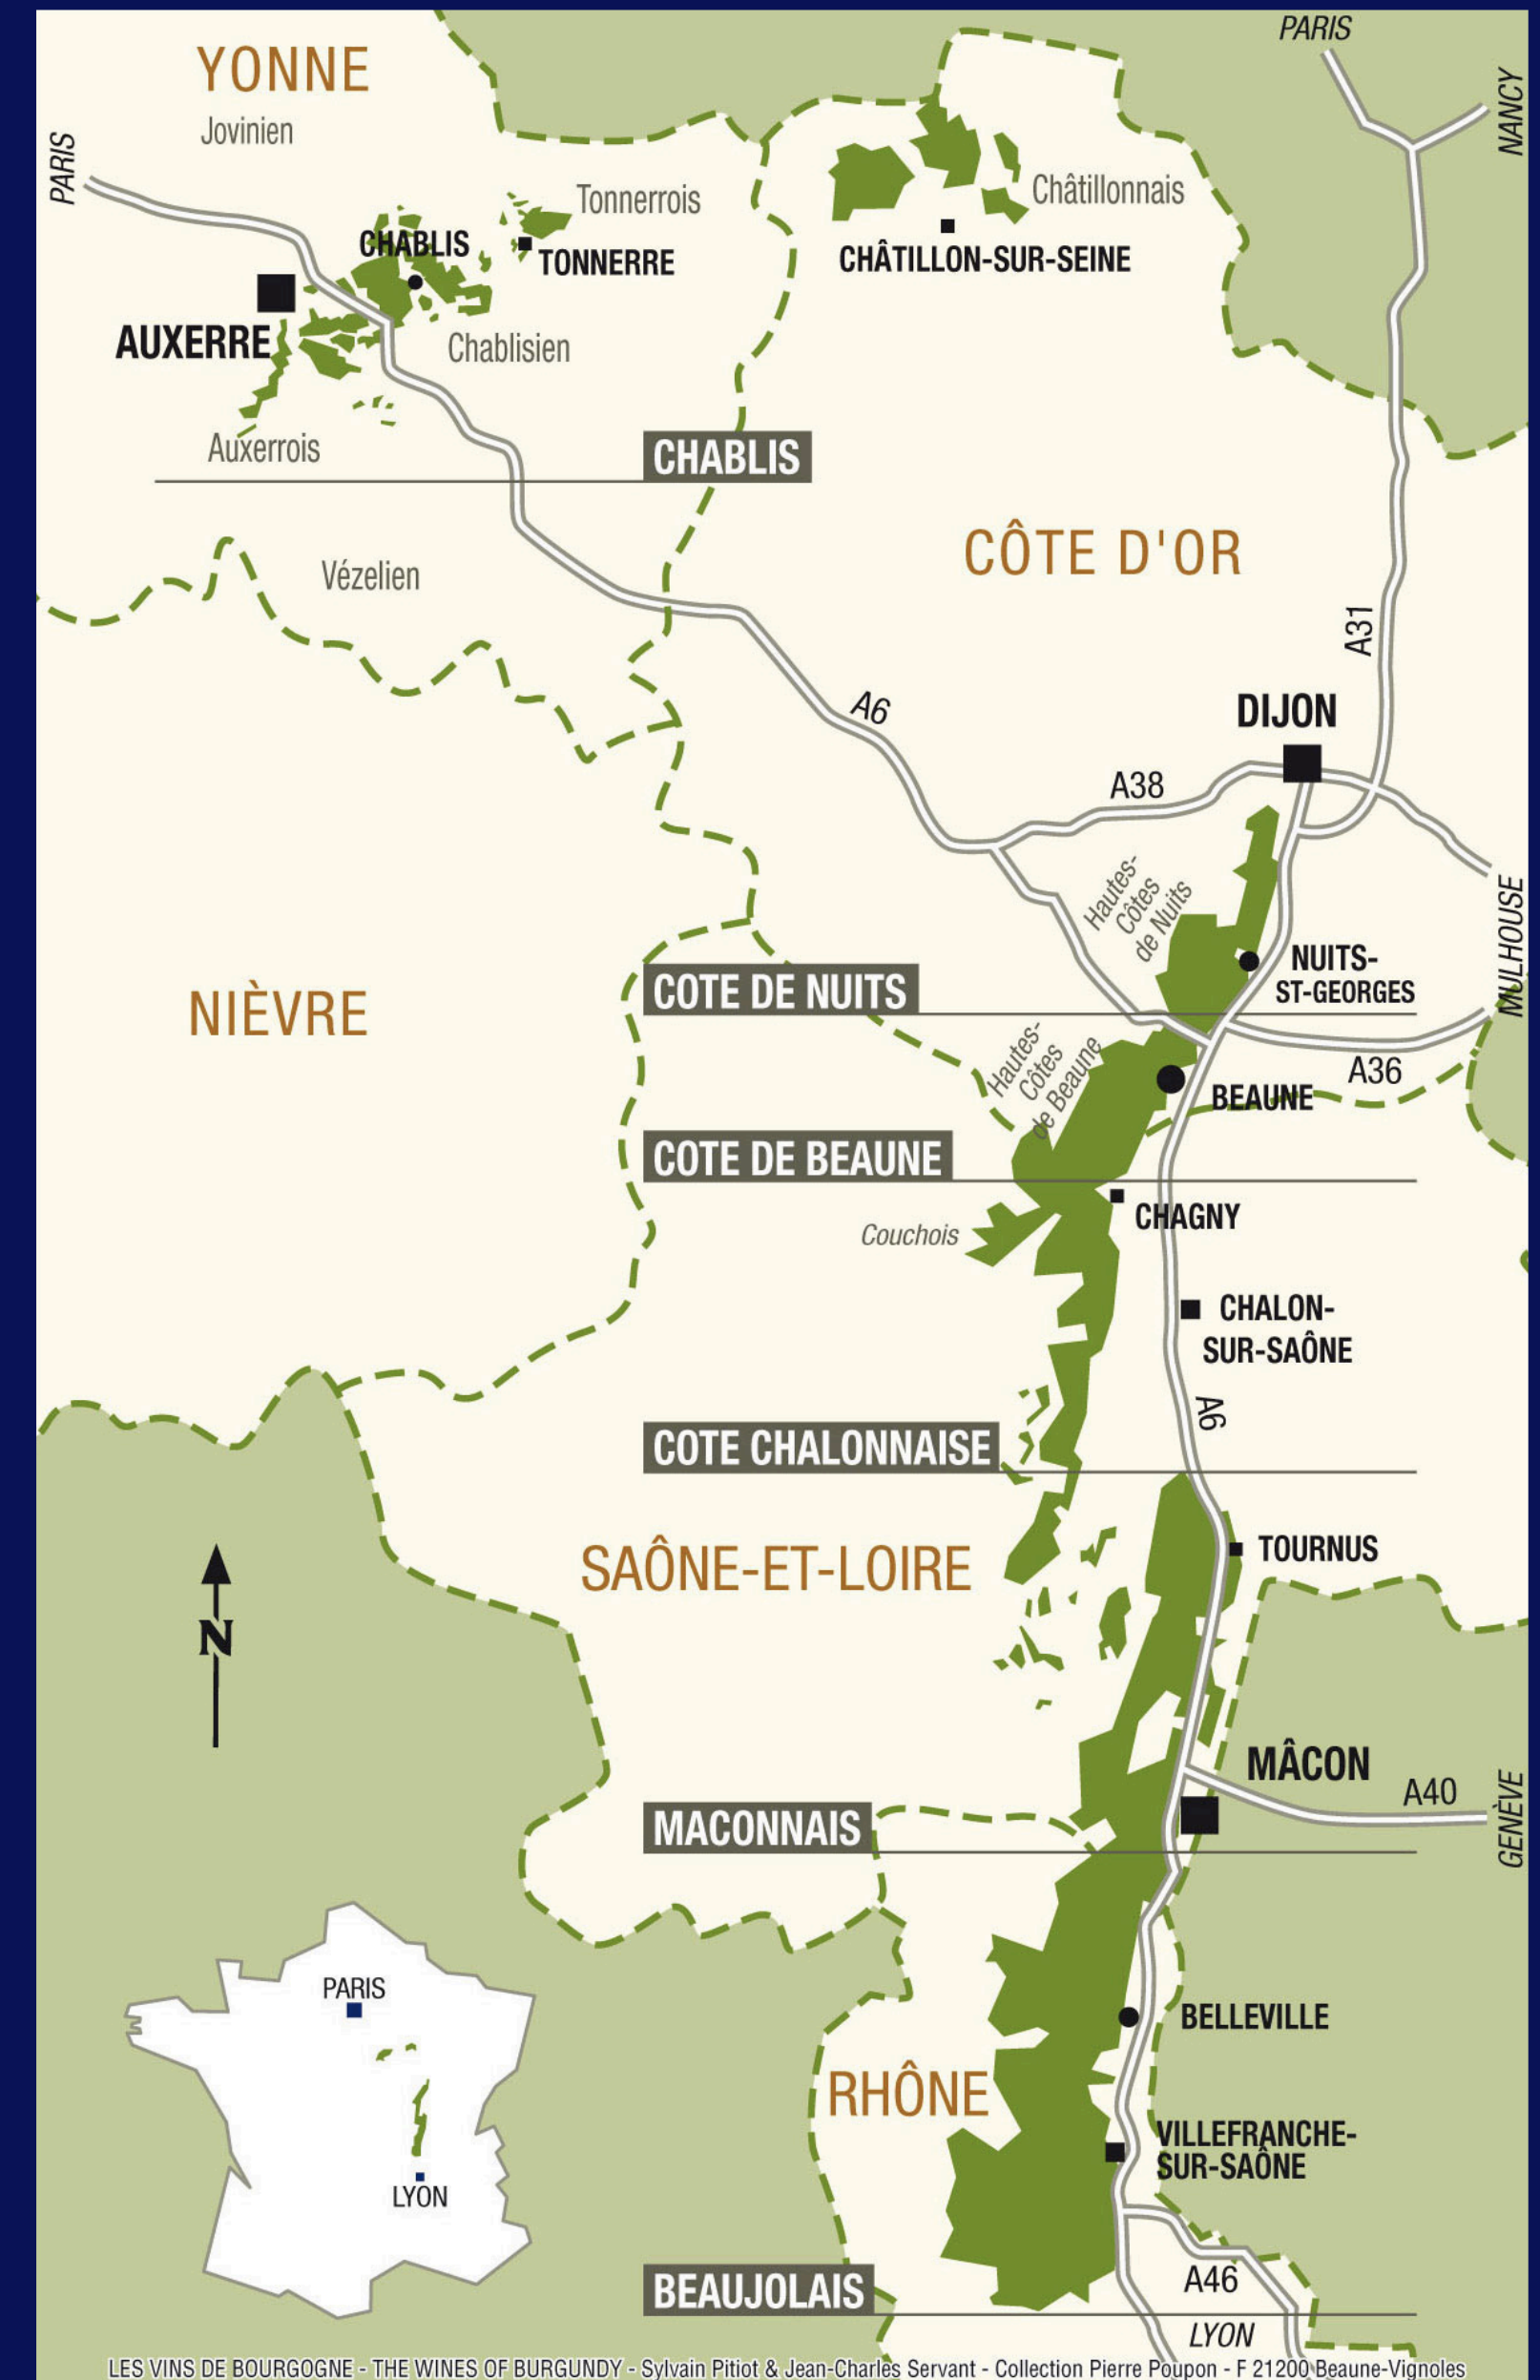 PARIS
YONNE
Jovinien
NANCY
PARIS
Tonnerrois
Châtillonnais
CHABLIS
TONNERRE
CHÂTILLON-SUR-SEINE
AUXERRE
Chablisien
Auxerrois
CHABLIS
CÔTE D'OR
Vézelien
A31
A6
DIJON
A38
Hautes-
Côtes
de Nuits
MULHOUSE
NUITS-
ST-GEORGES
COTE DE NUITS
NIÈVRE
Hautes-
Côtes
de Beaune
A36
BEAUNE
COTE DE BEAUNE
CHAGNY
Couchois
CHALON-
SUR-SAÔNE
A6
COTE CHALONNAISE
TOURNUS
SAÔNE-ET-LOIRE
N
MÂCON
A40
GENÈVE
MACONNAIS
PARIS
BELLEVILLE
RHÔNE
VILLEFRANCHE-
SUR-SAÔNE
LYON
A46
BEAUJOLAIS
LYON
LES VINS DE BOURGOGNE - THE WINES OF BURGUNDY - Sylvain Pitiot & Jean-Charles Servant - Collection Pierre Poupon - F 21200 Beaune-Vignoles